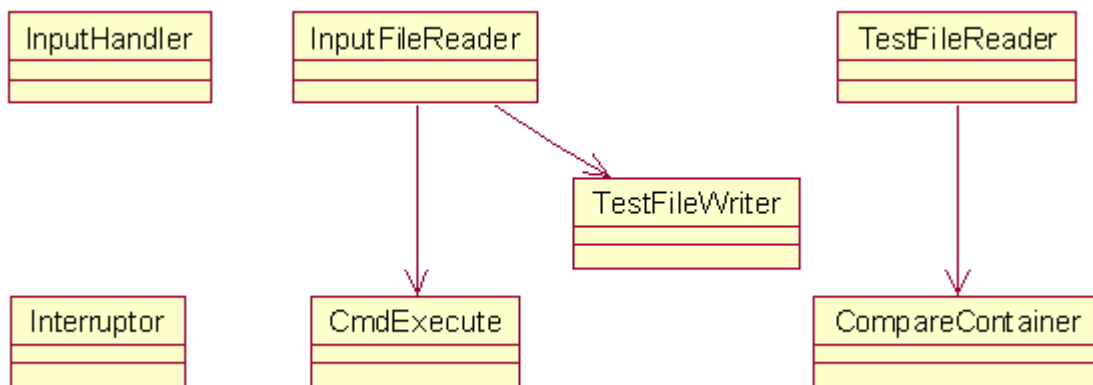 InputHandler
InputFileReader
TestFileReader
TestFileWriter
Interruptor
CmdExecute
CompareContainer